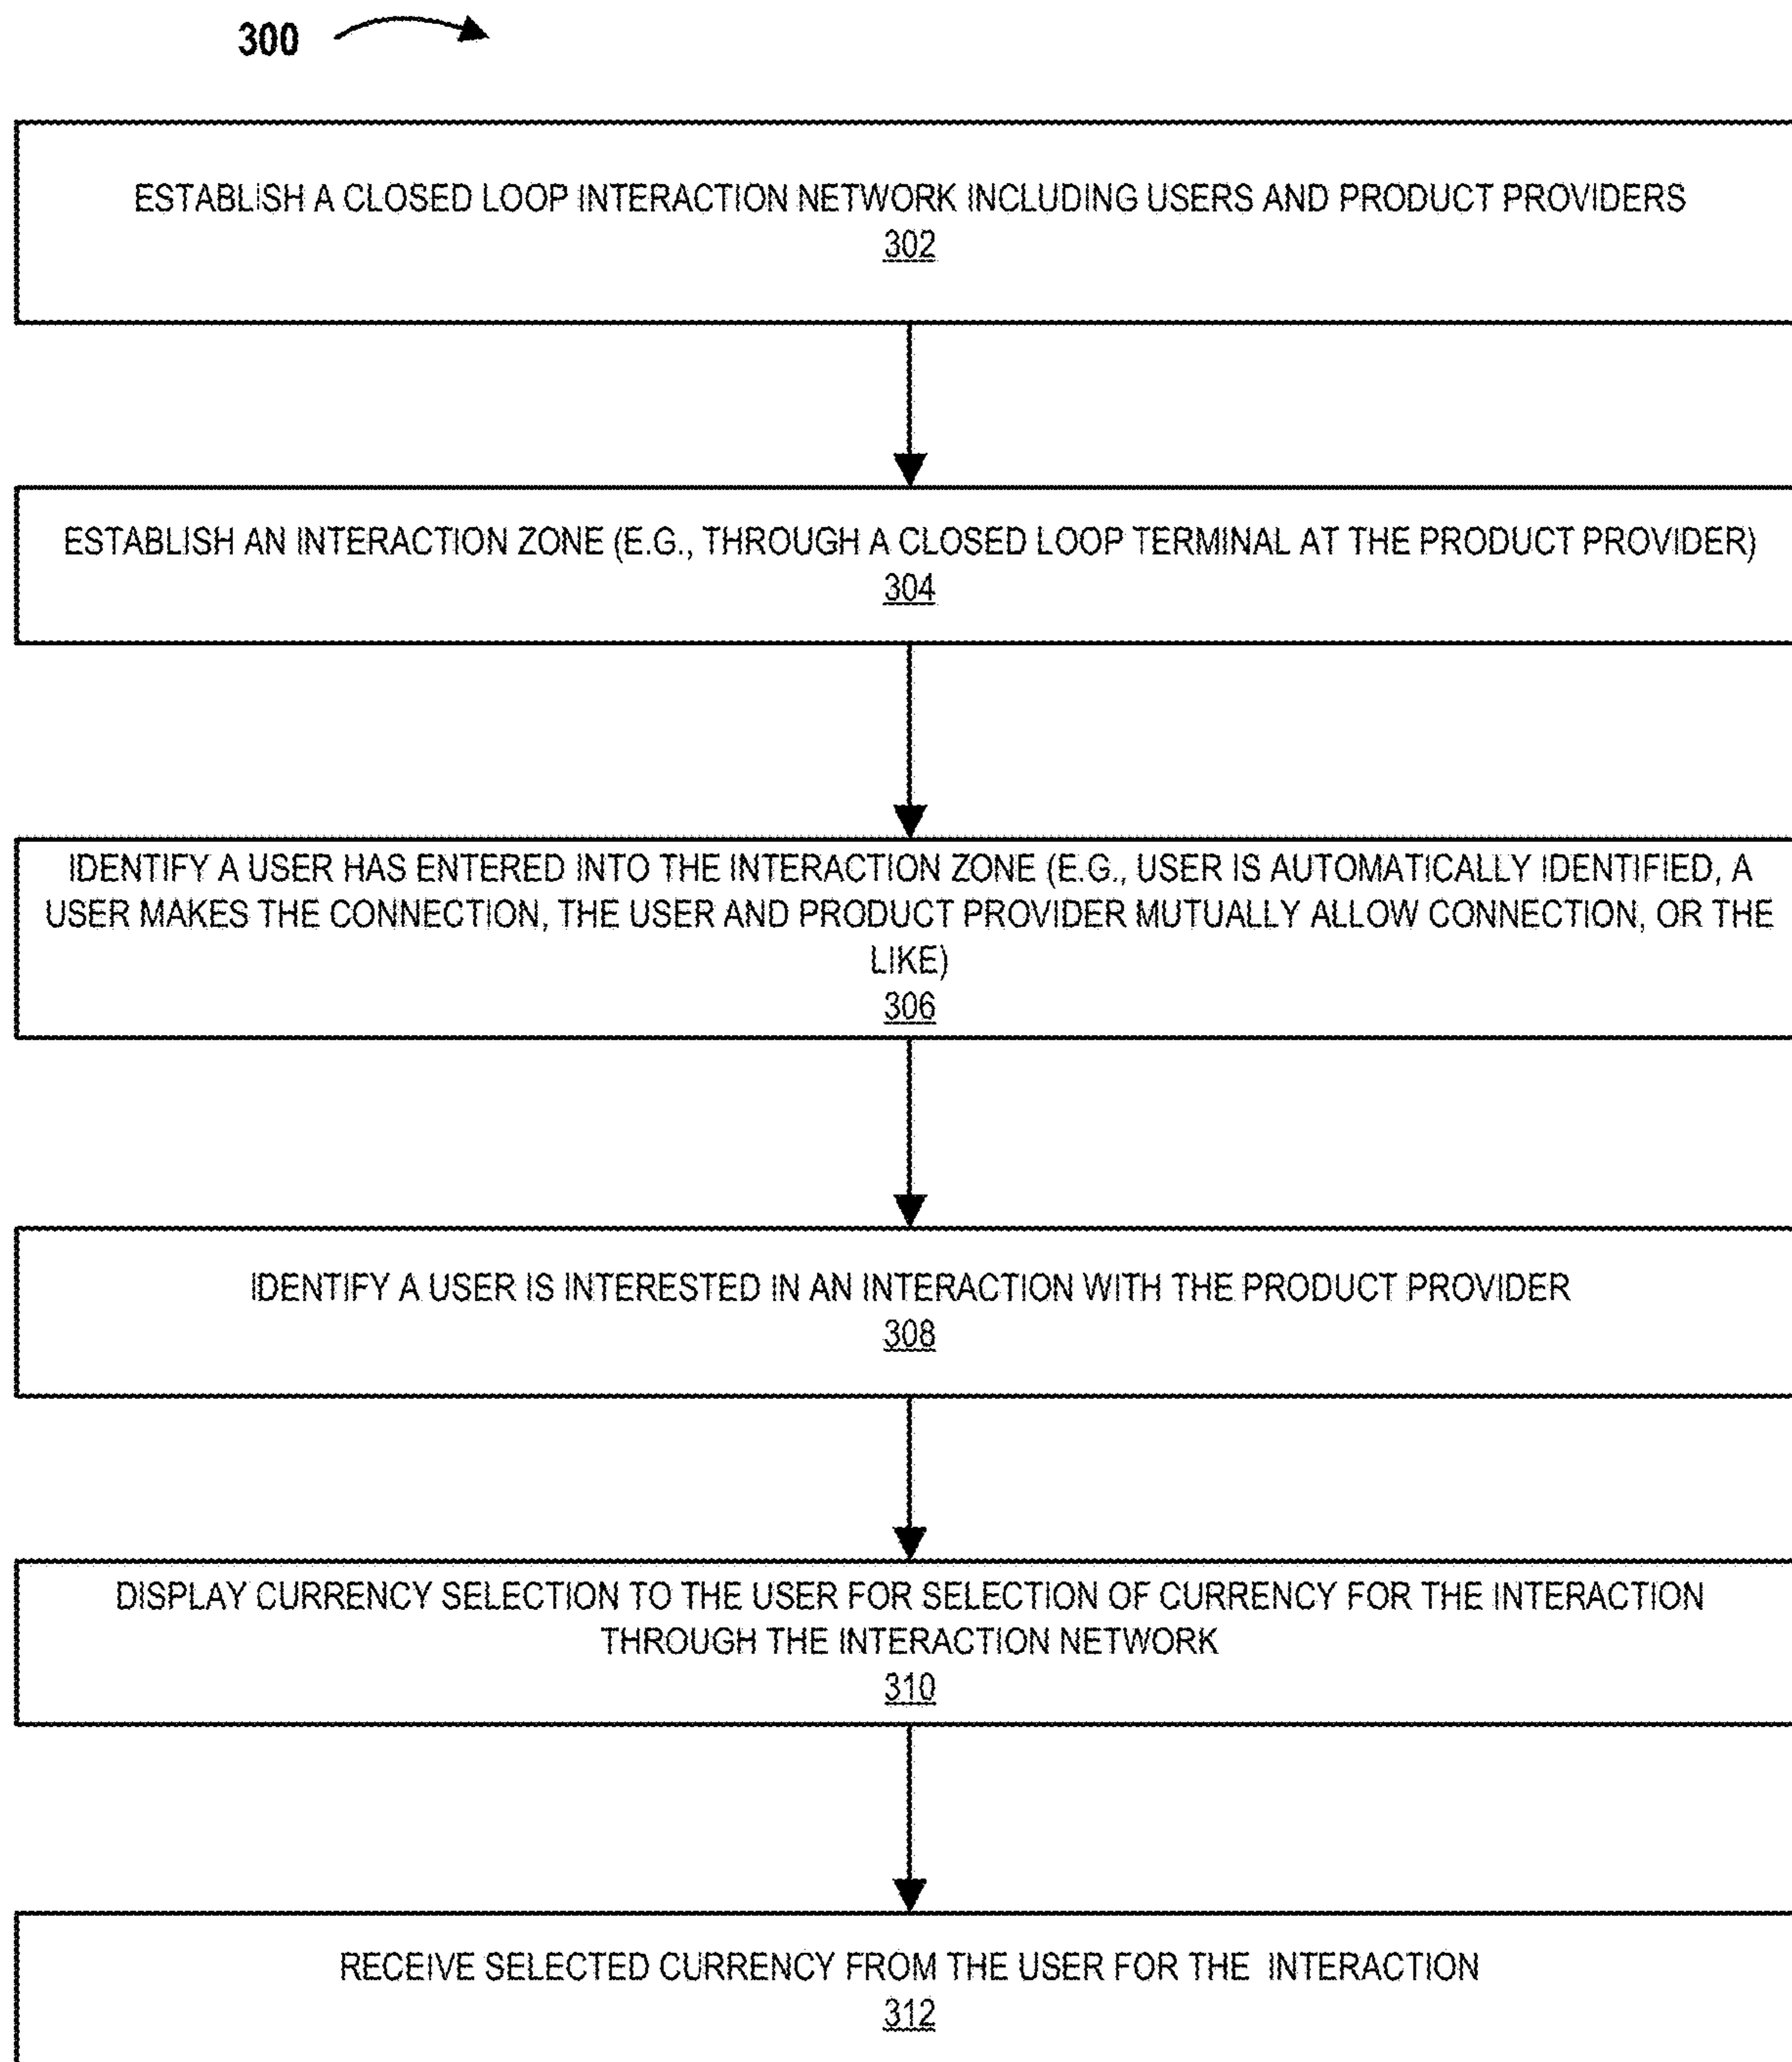 300
ESTABLISH A CLOSED LOOP INTERACTION NETWORK INCLUDING USERS AND PRODUCT PROVIDERS
302
ESTABLISH AN INTERACTION ZONE (E.G., THROUGH A CLOSED LOOP TERMINAL AT THE PRODUCT PROVIDER)
304
IDENTIFY A USER HAS ENTERED INTO THE INTERACTION ZONE (E.G., USER IS AUTOMATICALLY IDENTIFIED, A
USER MAKES THE CONNECTION, THE USER AND PRODUCT PROVIDER MUTUALLY ALLOW CONNECTION, OR THE
LIKE)
306
IDENTIFY A USER IS INTERESTED IN AN INTERACTION WITH THE PRODUCT PROVIDER
308
DISPLAY CURRENCY SELECTION TO THE USER FOR SELECTION OF CURRENCY FOR THE INTERACTION
THROUGH THE INTERACTION NETWORK
310
RECEIVE SELECTED CURRENCY FROM THE USER FOR THE INTERACTION
312